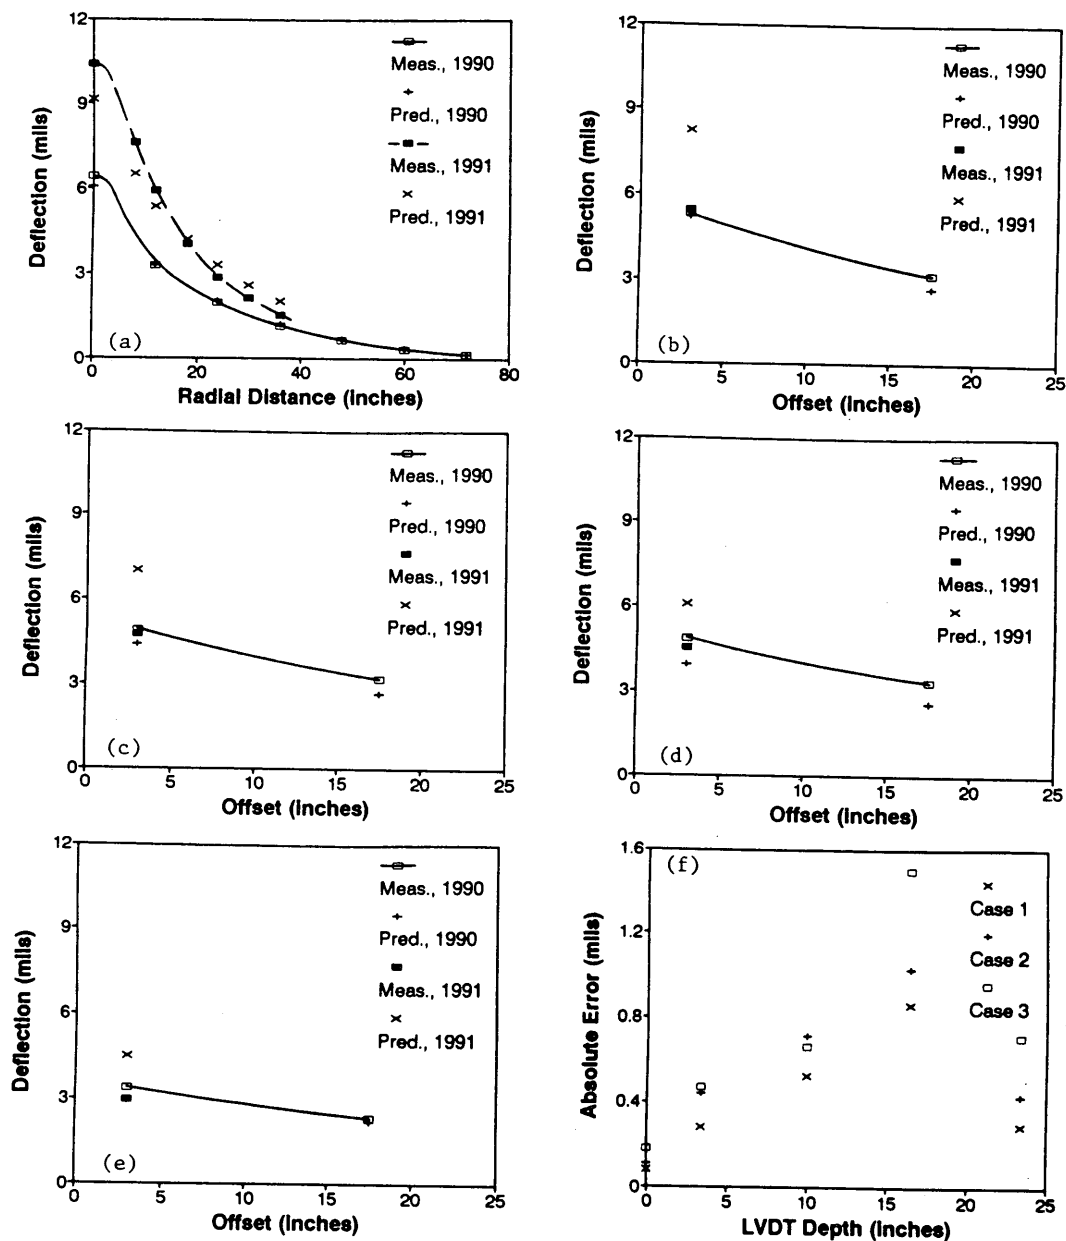 12
9
6
3
0
Deflection (mils)
0 20 40 60 80
Radial Distance (inches)
Meas., 1990
Pred., 1990
Meas., 1991
Pred., 1991
(a)
12
9
6
3
0
Deflection (mils)
0 5 10 15 20 25
Offset (inches)
Meas., 1990
Pred., 1990
Meas., 1991
Pred., 1991
(b)
12
9
6
3
0
Deflection (mils)
0 5 10 15 20 25
Offset (inches)
Meas., 1990
Pred., 1990
Meas., 1991
Pred., 1991
(c)
12
9
6
3
0
Deflection (mils)
0 5 10 15 20 25
Offset (inches)
Meas., 1990
Pred., 1990
Meas., 1991
Pred., 1991
(d)
12
9
6
3
0
Deflection (mils)
0 5 10 15 20 25
Offset (inches)
Meas., 1990
Pred., 1990
Meas., 1991
Pred., 1991
(e)
1.6
1.2
0.8
0.4
0
Absolute Error (mils)
0 5 10 15 20 25
LVDT Depth (inches)
Case 1
Case 2
Case 3
(f)